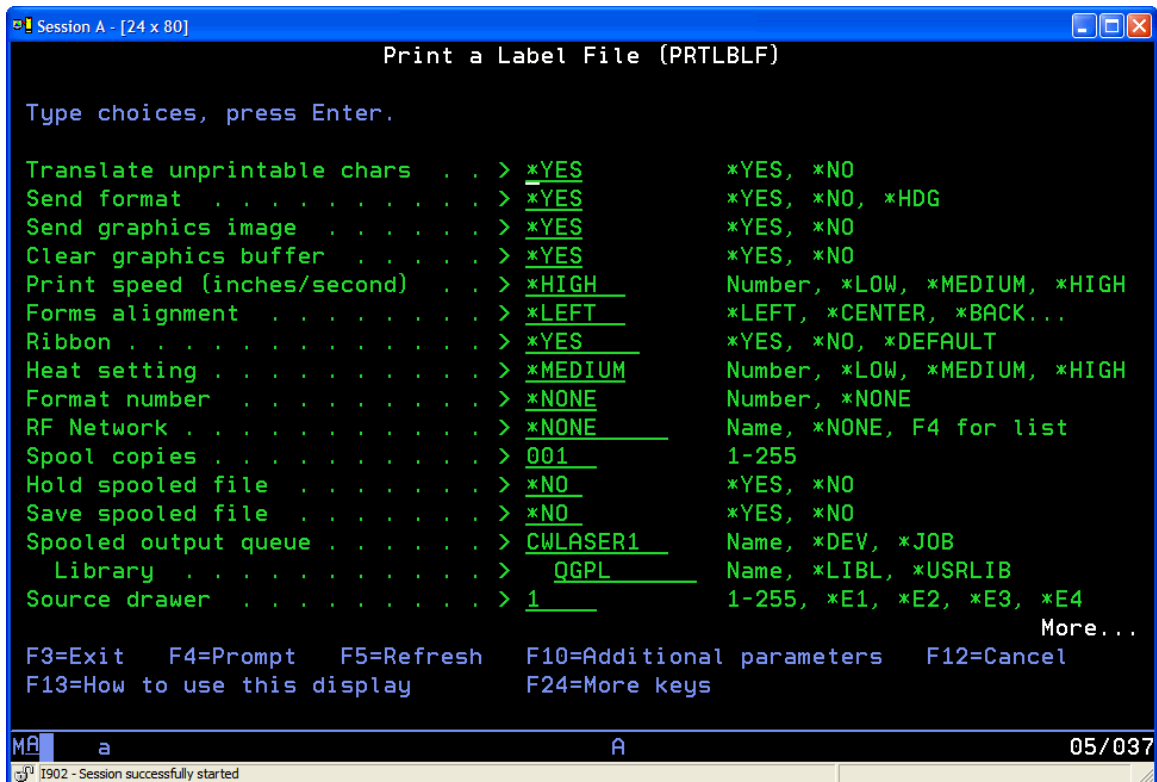 Session A - [24 x 80]
Print a Label File (PRTLBLF)
Type choices, press Enter.
Translate unprintable chars . . > *YES *YES, *NO
Send format . . . . . . . . . . > *YES *YES, *NO, *HDG
Send graphics image . . . . . . > *YES *YES, *NO
Clear graphics buffer . . . . . > *YES *YES, *NO
Print speed (inches/second) . . > *HIGH Number, *LOW, *MEDIUM, *HIGH
Forms alignment . . . . . . . . > *LEFT *LEFT, *CENTER, *BACK...
Ribbon . . . . . . . . . . . . > *YES *YES, *NO, *DEFAULT
Heat setting . . . . . . . . . > *MEDIUM Number, *LOW, *MEDIUM, *HIGH
Format number . . . . . . . . . > *NONE Number, *NONE
RF Network . . . . . . . . . . > *NONE Name, *NONE, F4 for list
Spool copies . . . . . . . . . > 001 1-255
Hold spooled file . . . . . . . > *NO *YES, *NO
Save spooled file . . . . . . . > *NO *YES, *NO
Spooled output queue . . . . . > CWLASER1 Name, *DEV, *JOB
Library . . . . . . . . . . . > QGPL Name, *LIBL, *USRLIB
Source drawer . . . . . . . . . > 1 1-255, *E1, *E2, *E3, *E4
More...
F3=Exit F4=Prompt F5=Refresh F10=Additional parameters F12=Cancel
F13=How to use this display F24=More keys
MA a A 05/037
I902 - Session successfully started